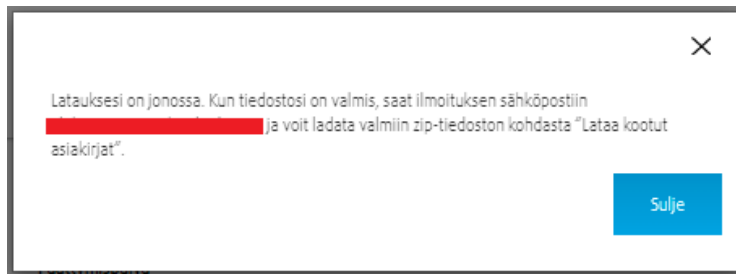 Latauksesi on jonossa. Kun tiedostosi on valmis, saat ilmoituksen sähköpostiin
ja voit ladata valmiin zip-tiedoston kohdasta "Lataa kootut
asiakirjat".
Sulje